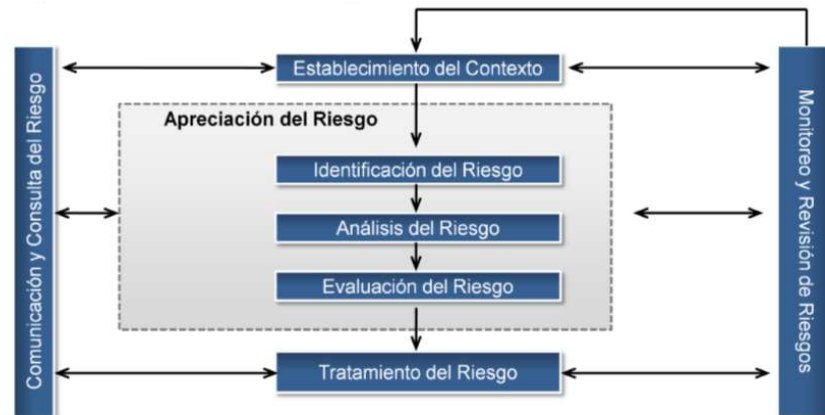 Establecimiento del Contexto
Apreciación del Riesgo
Identificación del Riesgo
Análisis del Riesgo
Evaluación del Riesgo
Tratamiento del Riesgo
Comunicación y Consulta del Riesgo
Monitoreo y Revisión de Riesgos